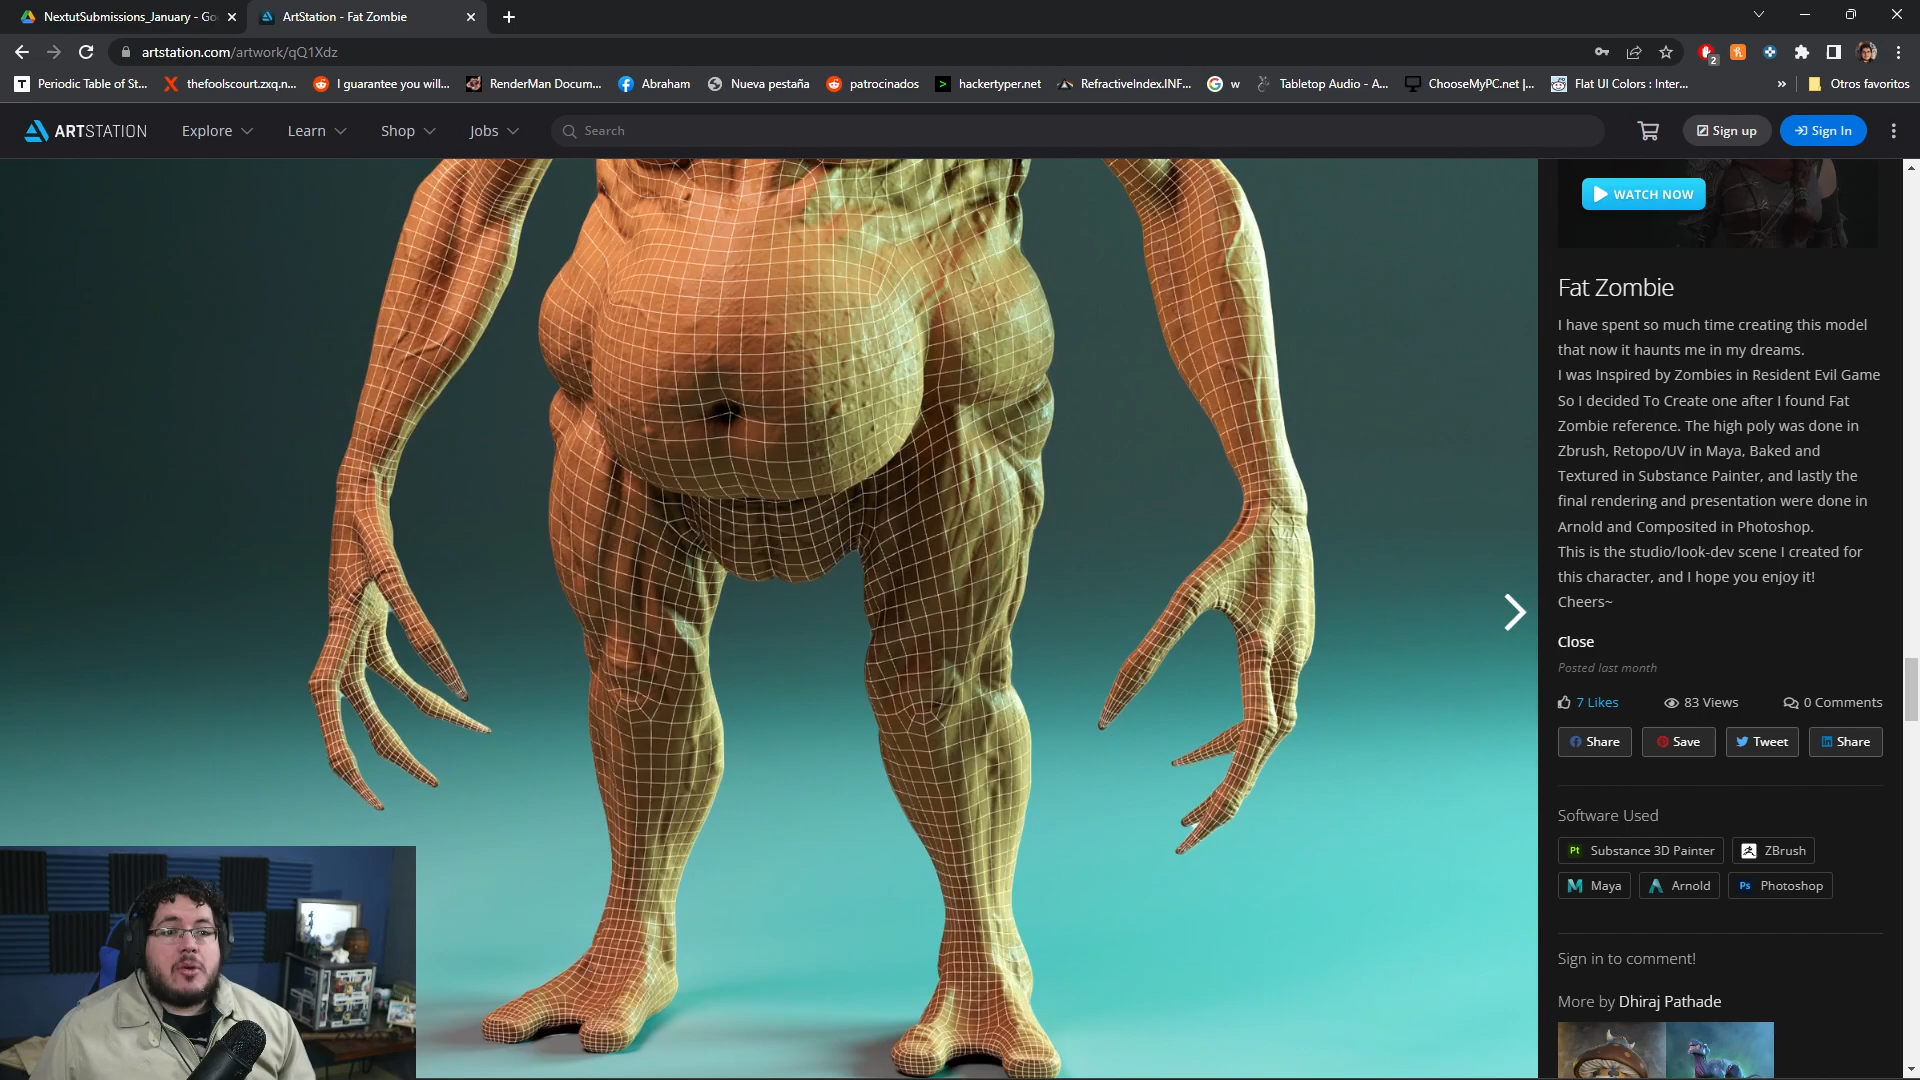 NextutSubmissions_January - Go
ArtStation - Fat Zombie
artstation.com/artwork/qQ1Xdz
2
Periodic Table of St...
thefoolscourt.zxq.n...
I guarantee you will...
RenderMan Docum...
Abraham
Nueva pestaña
patrocinados
hackertyper.net
RefractiveIndex.INF...
w
Tabletop Audio - A...
ChooseMyPC.net |...
Flat UI Colors : Inter...
»
Otros favoritos
ARTSTATION
Explore
Learn
Shop
Jobs
Search
Sign up
Sign In
WATCH NOW
Fat Zombie
I have spent so much time creating this model
that now it haunts me in my dreams.
I was Inspired by Zombies in Resident Evil Game
So I decided To Create one after I found Fat
Zombie reference. The high poly was done in
Zbrush, Retopo/UV in Maya, Baked and
Textured in Substance Painter, and lastly the
final rendering and presentation were done in
Arnold and Composited in Photoshop.
This is the studio/look-dev scene I created for
this character, and I hope you enjoy it!
Cheers~
Close
Posted last month
7 Likes
83 Views
0 Comments
Share
Save
Tweet
Share
Software Used
Pt Substance 3D Painter
ZBrush
Maya
Arnold
Ps Photoshop
Sign in to comment!
More by Dhiraj Pathade